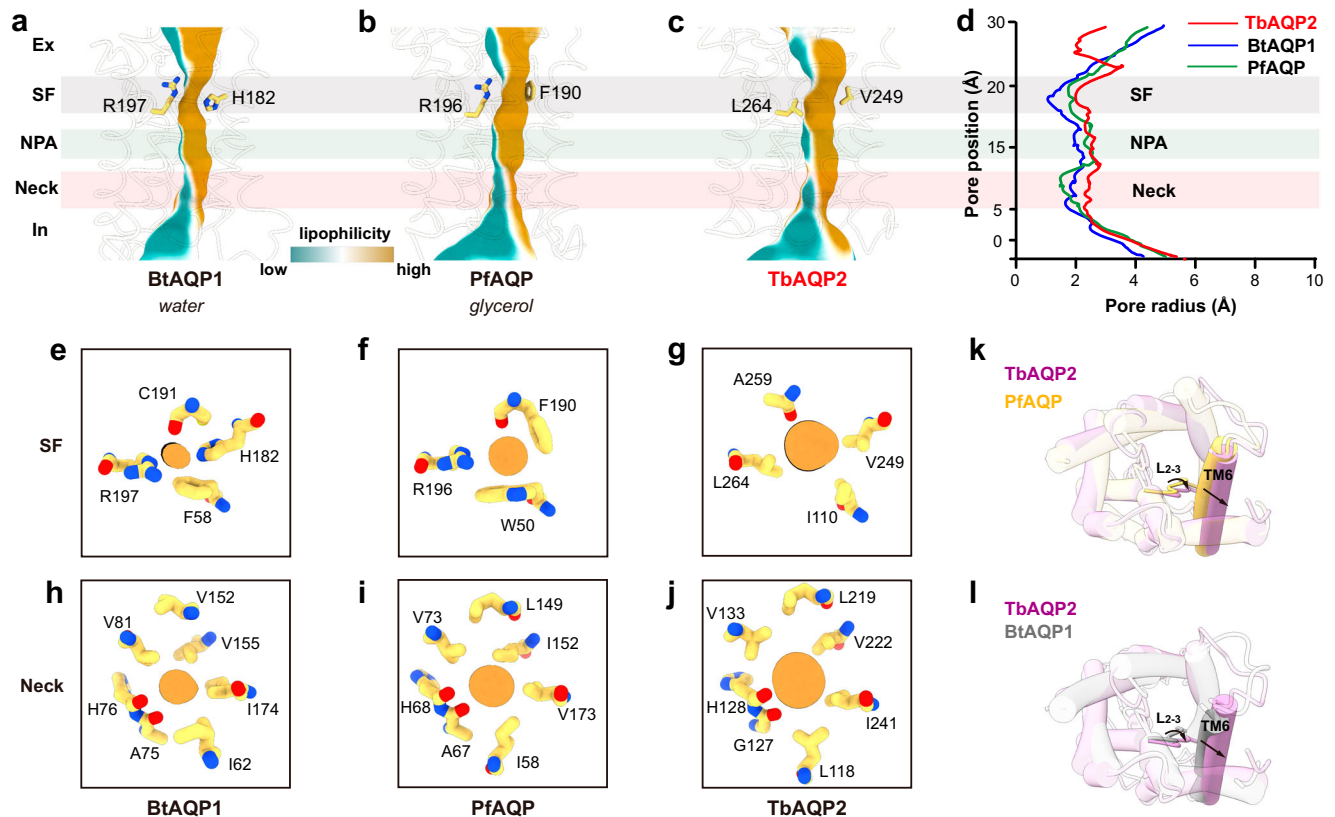 a
b
c
d
Ex
SF
NPA
Neck
In
R197
H182
R196
F190
L264
V249
lipophilicity
low
high
BtAQP1
water
PfAQP
glycerol
TbAQP2
TbAQP2
BtAQP1
PfAQP
SF
NPA
Neck
Pore position (Å)
30
20
15
5
0
0
2
4
6
8
10
Pore radius (Å)
e
f
g
k
SF
C191
H182
R197
F58
F190
R196
W50
A259
V249
L264
I110
TbAQP2
PfAQP
L2-3
TM6
h
i
j
l
Neck
V152
V81
V155
H76
I174
A75
I62
L149
V73
I152
H68
V173
A67
I58
L219
V133
V222
H128
I241
G127
L118
TbAQP2
BtAQP1
L2-3
TM6
BtAQP1
PfAQP
TbAQP2